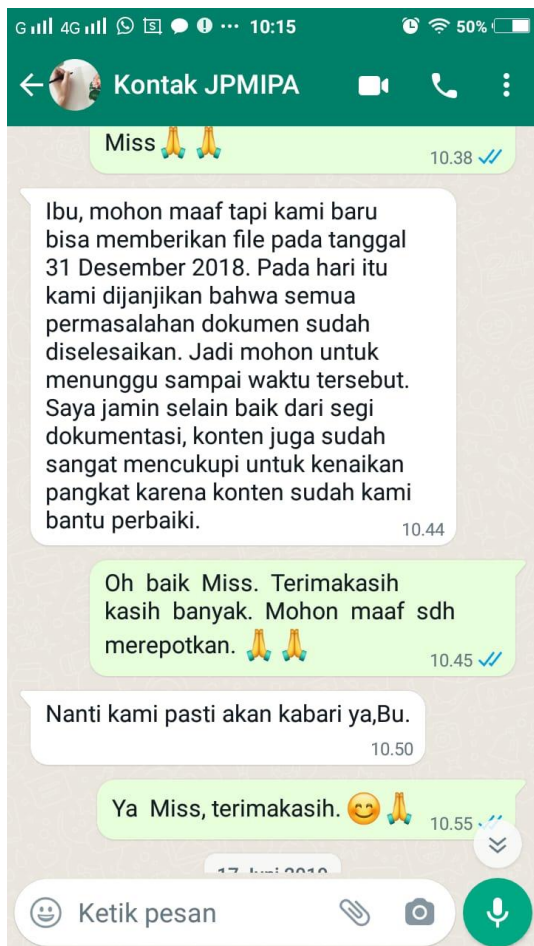 G 4G 10:15 50%
Kontak JPMIPA
Miss🙏🙏
10.38
Ibu, mohon maaf tapi kami baru
bisa memberikan file pada tanggal
31 Desember 2018. Pada hari itu
kami dijanjikan bahwa semua
permasalahan dokumen sudah
diselesaikan. Jadi mohon untuk
menunggu sampai waktu tersebut.
Saya jamin selain baik dari segi
dokumentasi, konten juga sudah
sangat mencukupi untuk kenaikan
pangkat karena konten sudah kami
bantu perbaiki.
10.44
Oh baik Miss. Terimakasih
kasih banyak. Mohon maaf sdh
merepotkan. 🙏🙏
10.45
Nanti kami pasti akan kabari ya,Bu.
10.50
Ya Miss, terimakasih. 😊🙏
10.55
17 Juni 2019
Ketik pesan